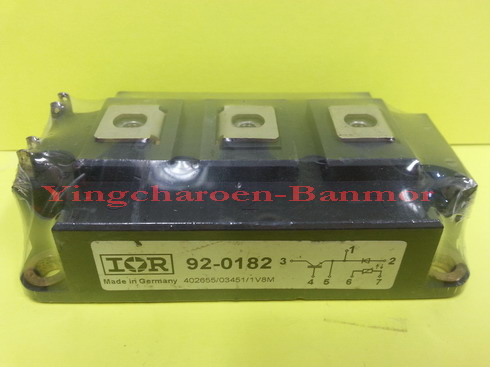 Yingcharoen-Banmor
IOR 92-0182
Made in Germany 402655/03451/1V8M
1
3 2
4 5 6 7